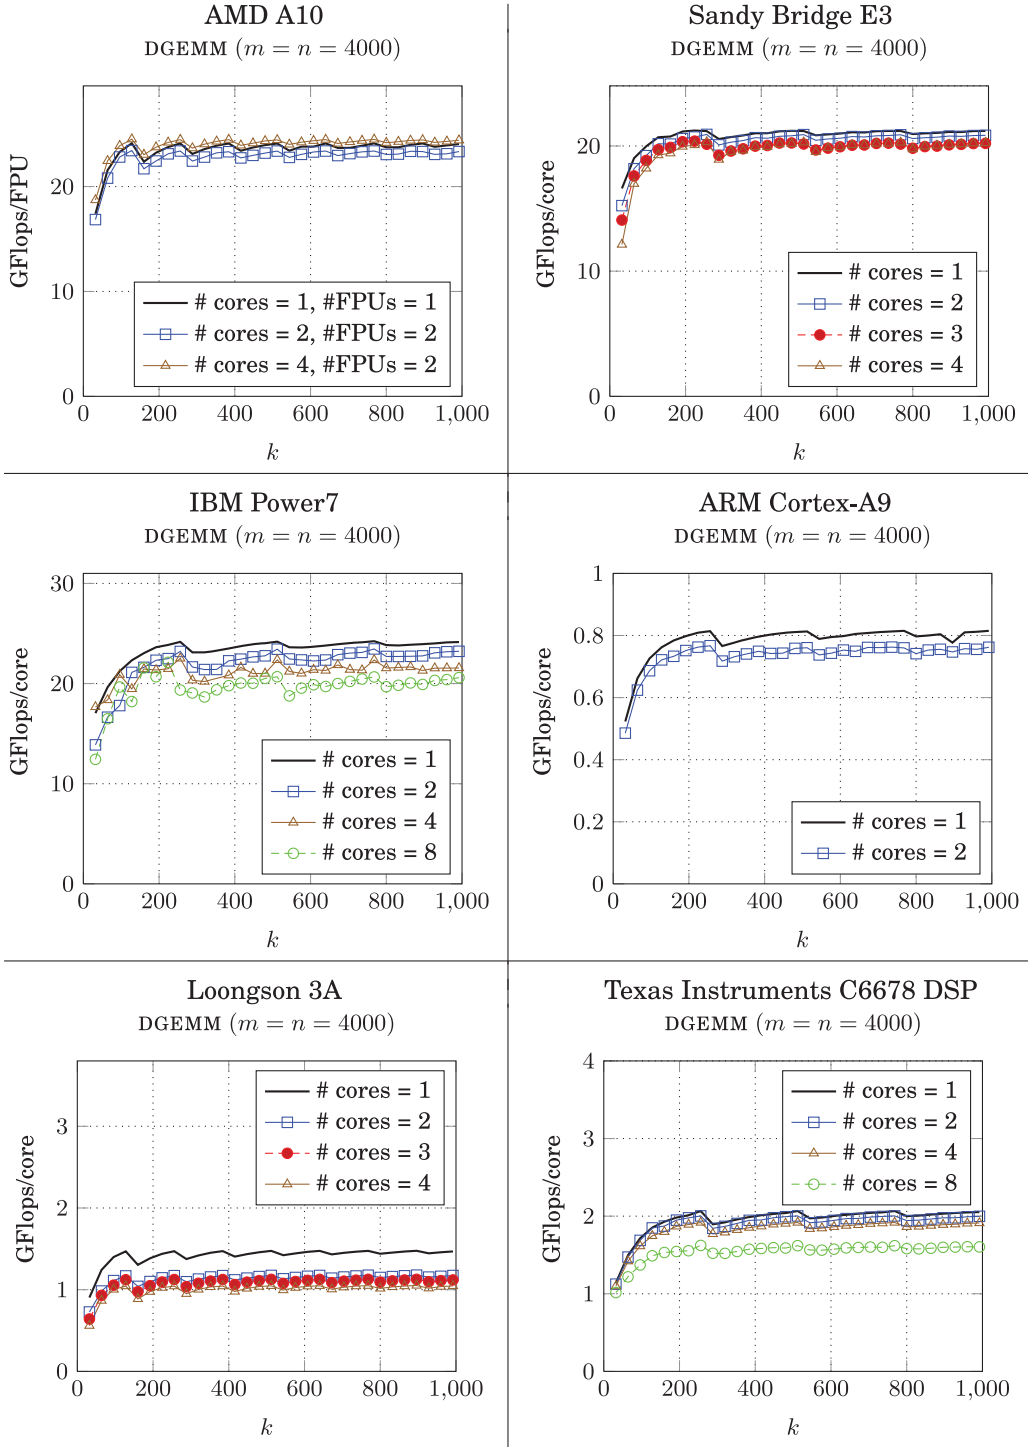 AMD A10
DGEMM (m = n = 4000)
GFlops/FPU
20
10
0
# cores = 1, #FPUs = 1
# cores = 2, #FPUs = 2
# cores = 4, #FPUs = 2
0 200 400 600 800 1,000
k
Sandy Bridge E3
DGEMM (m = n = 4000)
GFlops/core
20
10
0
# cores = 1
# cores = 2
# cores = 3
# cores = 4
0 200 400 600 800 1,000
k
IBM Power7
DGEMM (m = n = 4000)
GFlops/core
30
20
10
0
# cores = 1
# cores = 2
# cores = 4
# cores = 8
0 200 400 600 800 1,000
k
ARM Cortex-A9
DGEMM (m = n = 4000)
GFlops/core
1
0.8
0.6
0.4
0.2
0
# cores = 1
# cores = 2
0 200 400 600 800 1,000
k
Loongson 3A
DGEMM (m = n = 4000)
GFlops/core
3
2
1
0
# cores = 1
# cores = 2
# cores = 3
# cores = 4
0 200 400 600 800 1,000
k
Texas Instruments C6678 DSP
DGEMM (m = n = 4000)
GFlops/core
4
3
2
1
0
# cores = 1
# cores = 2
# cores = 4
# cores = 8
0 200 400 600 800 1,000
k